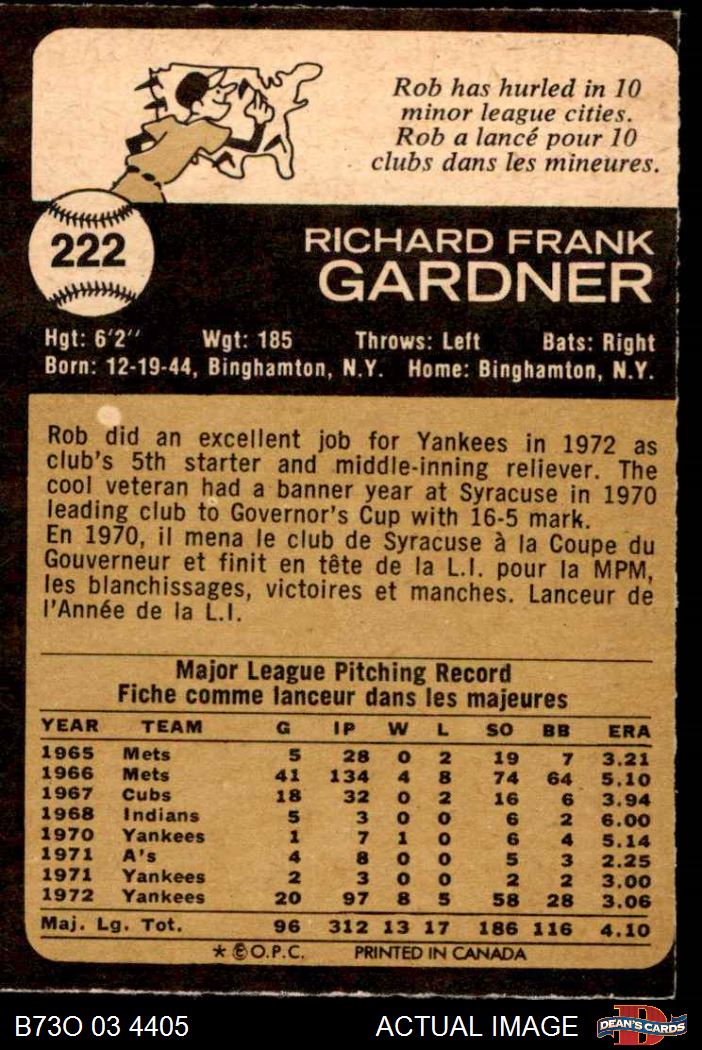 Rob has hurled in 10
minor league cities.
Rob a lancé pour 10
clubs dans les mineures.
222
RICHARD FRANK
GARDNER
Hgt: 6'2" Wgt: 185 Throws: Left Bats: Right
Born: 12-19-44, Binghamton, N.Y. Home: Binghamton, N.Y.
Rob did an excellent job for Yankees in 1972 as
club's 5th starter and middle-inning reliever. The
cool veteran had a banner year at Syracuse in 1970
leading club to Governor's Cup with 16-5 mark.
En 1970, il mena le club de Syracuse à la Coupe du
Gouverneur et finit en tête de la L.I. pour la MPM,
les blanchissages, victoires et manches. Lanceur de
l'Année de la L.I.
Major League Pitching Record
Fiche comme lanceur dans les majeures
YEAR TEAM G IP W L SO BB ERA
1965 Mets 5 28 0 2 19 7 3.21
1966 Mets 41 134 4 8 74 64 5.10
1967 Cubs 18 32 0 2 16 6 3.94
1968 Indians 5 3 0 0 6 2 6.00
1970 Yankees 1 7 1 0 6 4 5.14
1971 A's 4 8 0 0 5 3 2.25
1971 Yankees 2 3 0 0 2 2 3.00
1972 Yankees 20 97 8 5 58 28 3.06
Maj. Lg. Tot. 96 312 13 17 186 116 4.10
* © O.P.C. PRINTED IN CANADA
B73O 03 4405 ACTUAL IMAGE DEAN'S CARDS